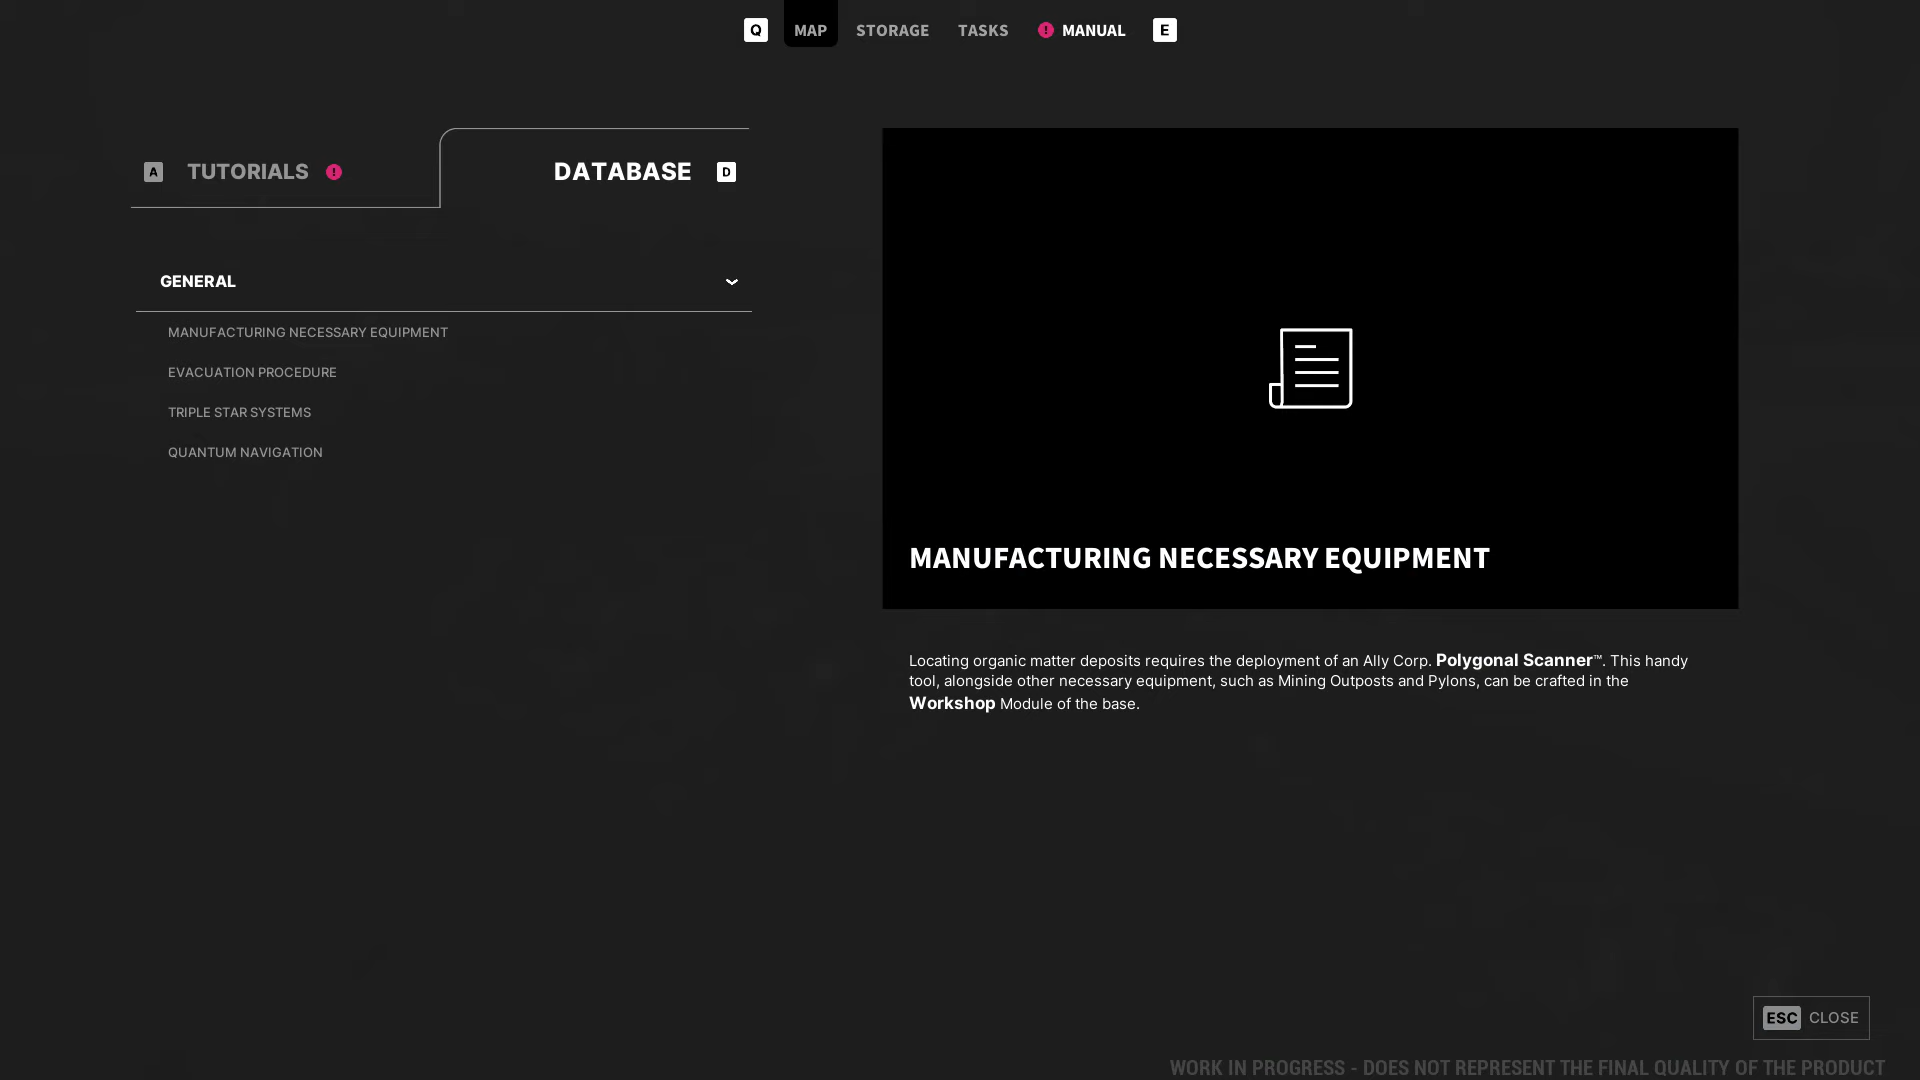 Q MAP STORAGE TASKS ! MANUAL E
A TUTORIALS ! DATABASE D
GENERAL
MANUFACTURING NECESSARY EQUIPMENT
EVACUATION PROCEDURE
TRIPLE STAR SYSTEMS
QUANTUM NAVIGATION
MANUFACTURING NECESSARY EQUIPMENT
Locating organic matter deposits requires the deployment of an Ally Corp. Polygonal Scanner™. This handy
tool, alongside other necessary equipment, such as Mining Outposts and Pylons, can be crafted in the
Workshop Module of the base.
ESC CLOSE
WORK IN PROGRESS - DOES NOT REPRESENT THE FINAL QUALITY OF THE PRODUCT